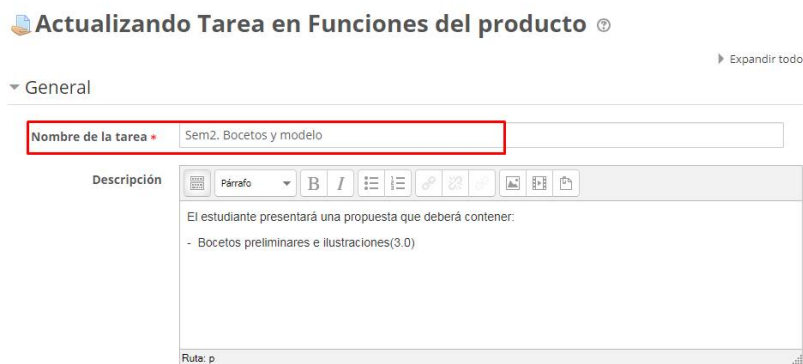 Actualizando Tarea en Funciones del producto
Expandir todo
General
Nombre de la tarea *
Sem2. Bocetos y modelo
Descripción
Párrafo
B I
El estudiante presentará una propuesta que deberá contener:
- Bocetos preliminares e ilustraciones(3.0)
Ruta: p